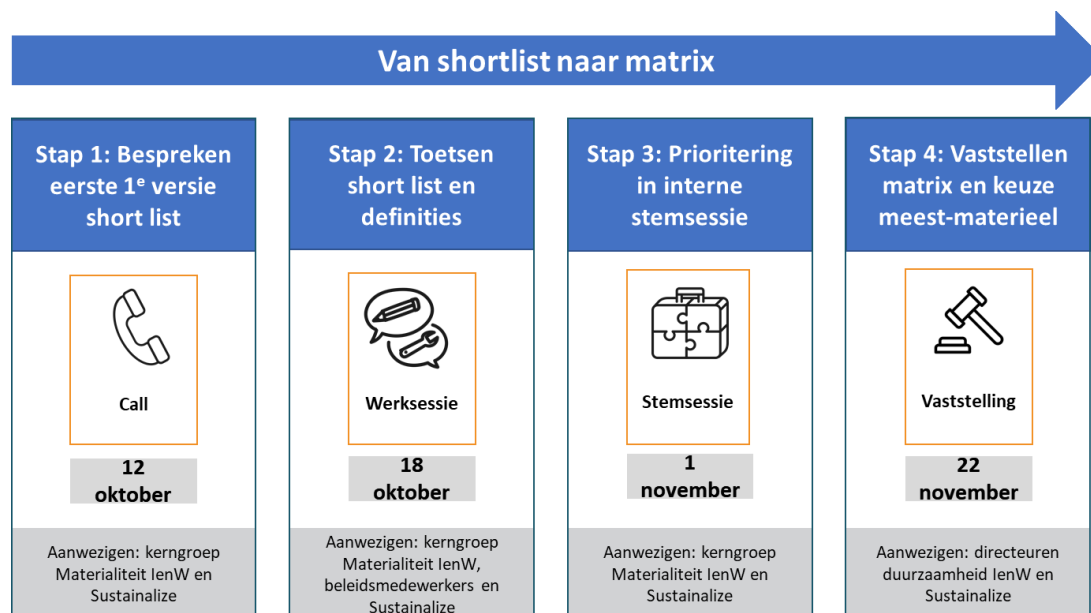 Van shortlist naar matrix
Stap 1: Bespreken
eerste 1e versie
short list
Call
12
oktober
Aanwezigen: kerngroep
Materialiteit IenW en
Sustainalize
Stap 2: Toetsen
short list en
definities
Werksessie
18
oktober
Aanwezigen: kerngroep
Materialiteit IenW,
beleidsmedewerkers en
Sustainalize
Stap 3: Prioritering
in interne
stemsessie
Stemsessie
1
november
Aanwezigen: kerngroep
Materialiteit IenW en
Sustainalize
Stap 4: Vaststellen
matrix en keuze
meest-materieel
Vaststelling
22
november
Aanwezigen: directeuren
duurzaamheid IenW en
Sustainalize